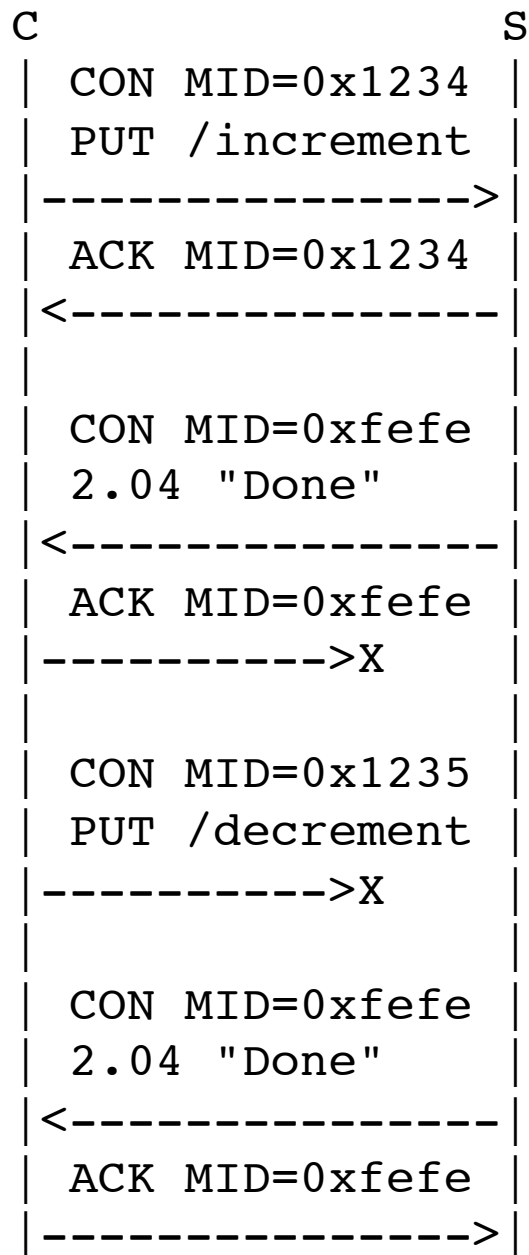 C S
| CON MID=0x1234 |
| PUT /increment |
|--------------->|
| ACK MID=0x1234 |
|<---------------|
| |
| CON MID=0xfefe |
| 2.04 "Done" |
|<---------------|
| ACK MID=0xfefe |
|---------->X |
| |
| CON MID=0x1235 |
| PUT /decrement |
|---------->X |
| |
| CON MID=0xfefe |
| 2.04 "Done" |
|<---------------|
| ACK MID=0xfefe |
|--------------->|